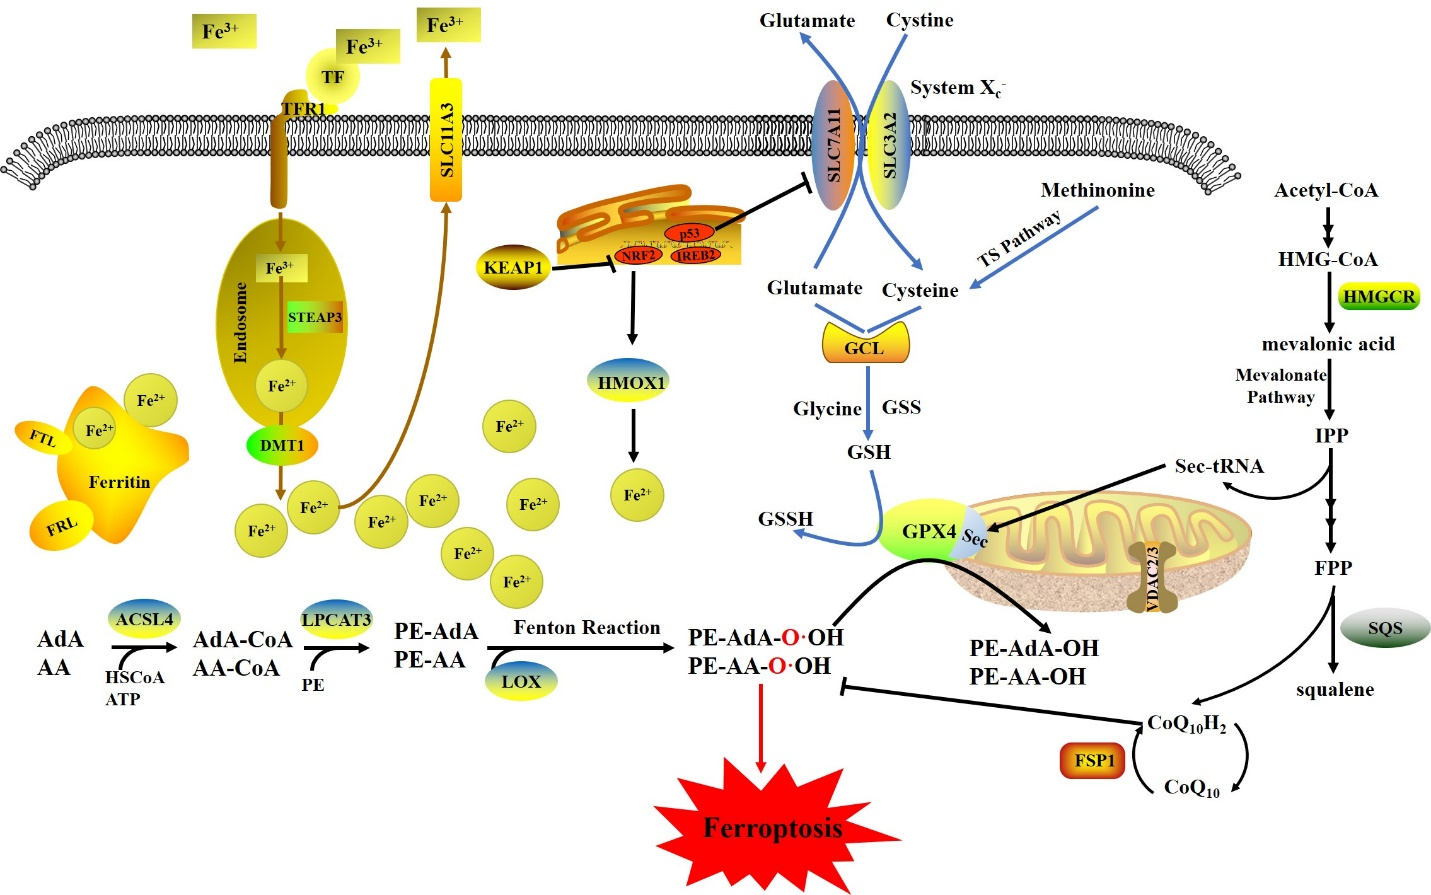 Fe³⁺
Fe³⁺
Fe³⁺
TF
TFR1
SLC11A3
Glutamate
Cystine
System Xc⁻
SLC7A11
SLC3A2
Methinonine
TS Pathway
Acetyl-CoA
HMG-CoA
HMGCR
mevalonic acid
Mevalonate
Pathway
IPP
Sec-tRNA
FPP
SQS
squalene
Endosome
Fe³⁺
STEAP3
Fe²⁺
DMT1
KEAP1
p53
NRF2
IREB2
HMOX1
Glutamate
Cysteine
GCL
Glycine
GSS
GSH
GSSH
GPX4
Sec
VDAC2/3
Fe²⁺
Fe²⁺
FTL
Ferritin
FRL
Fe²⁺
Fe²⁺
Fe²⁺
Fe²⁺
Fe²⁺
Fe²⁺
Fe²⁺
Fe²⁺
Fe²⁺
AdA
AA
ACSL4
HSCoA
ATP
AdA-CoA
AA-CoA
LPCAT3
PE
PE-AdA
PE-AA
Fenton Reaction
LOX
PE-AdA-O·OH
PE-AA-O·OH
PE-AdA-OH
PE-AA-OH
CoQ₁₀H₂
FSP1
CoQ₁₀
Ferroptosis